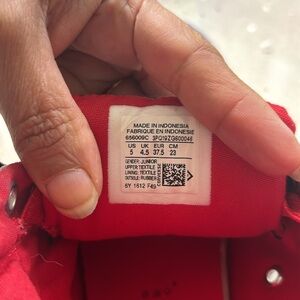 MADE IN INDONESIA
FABRIQUE EN INDONESIE
656009C
US UK EUR CM
5 4.5 37.5 23
GENDER: JUNIOR
UPPER: TEXTILE
LINING: TEXTILE
OUTSOLE: RUBBER